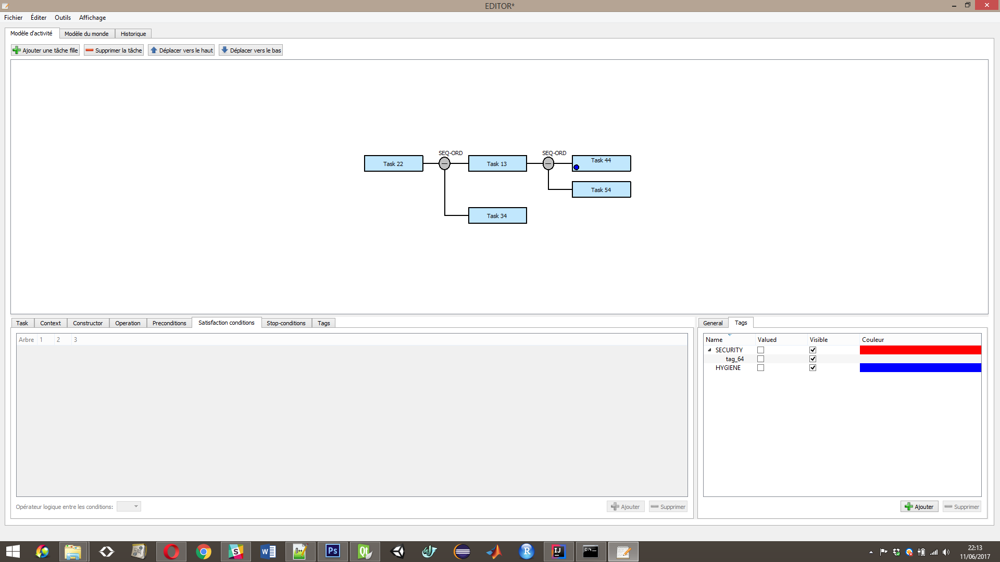 EDITOR*
Fichier Éditer Outils Affichage
Modèle d'activité Modèle du monde Historique
Ajouter une tâche fille Supprimer la tâche Déplacer vers le haut Déplacer vers le bas
SEQ-ORD SEQ-ORD
Task 22 Task 13 Task 44
Task 54
Task 34
Task Context Constructor Operation Preconditions Satisfaction conditions Stop-conditions Tags
Arbre 1 2 3
Opérateur logique entre les conditions:
Ajouter Supprimer
General Tags
Name Valued Visible Couleur
SECURITY
tag_64
HYGIENE
Ajouter Supprimer
W Ps Qt R IJ C:\_
22:13
11/06/2017